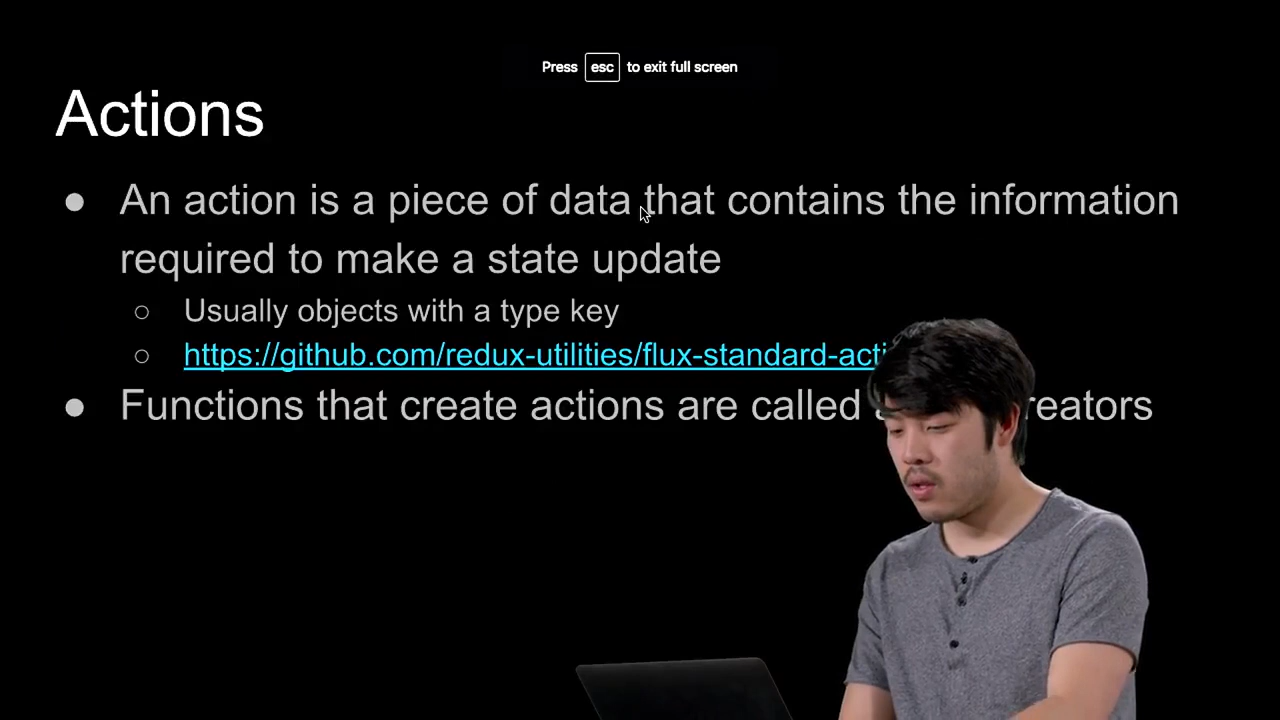 Press esc to exit full screen
Actions
● An action is a piece of data that contains the information
required to make a state update
○ Usually objects with a type key
○ https://github.com/redux-utilities/flux-standard-acti
● Functions that create actions are called reators